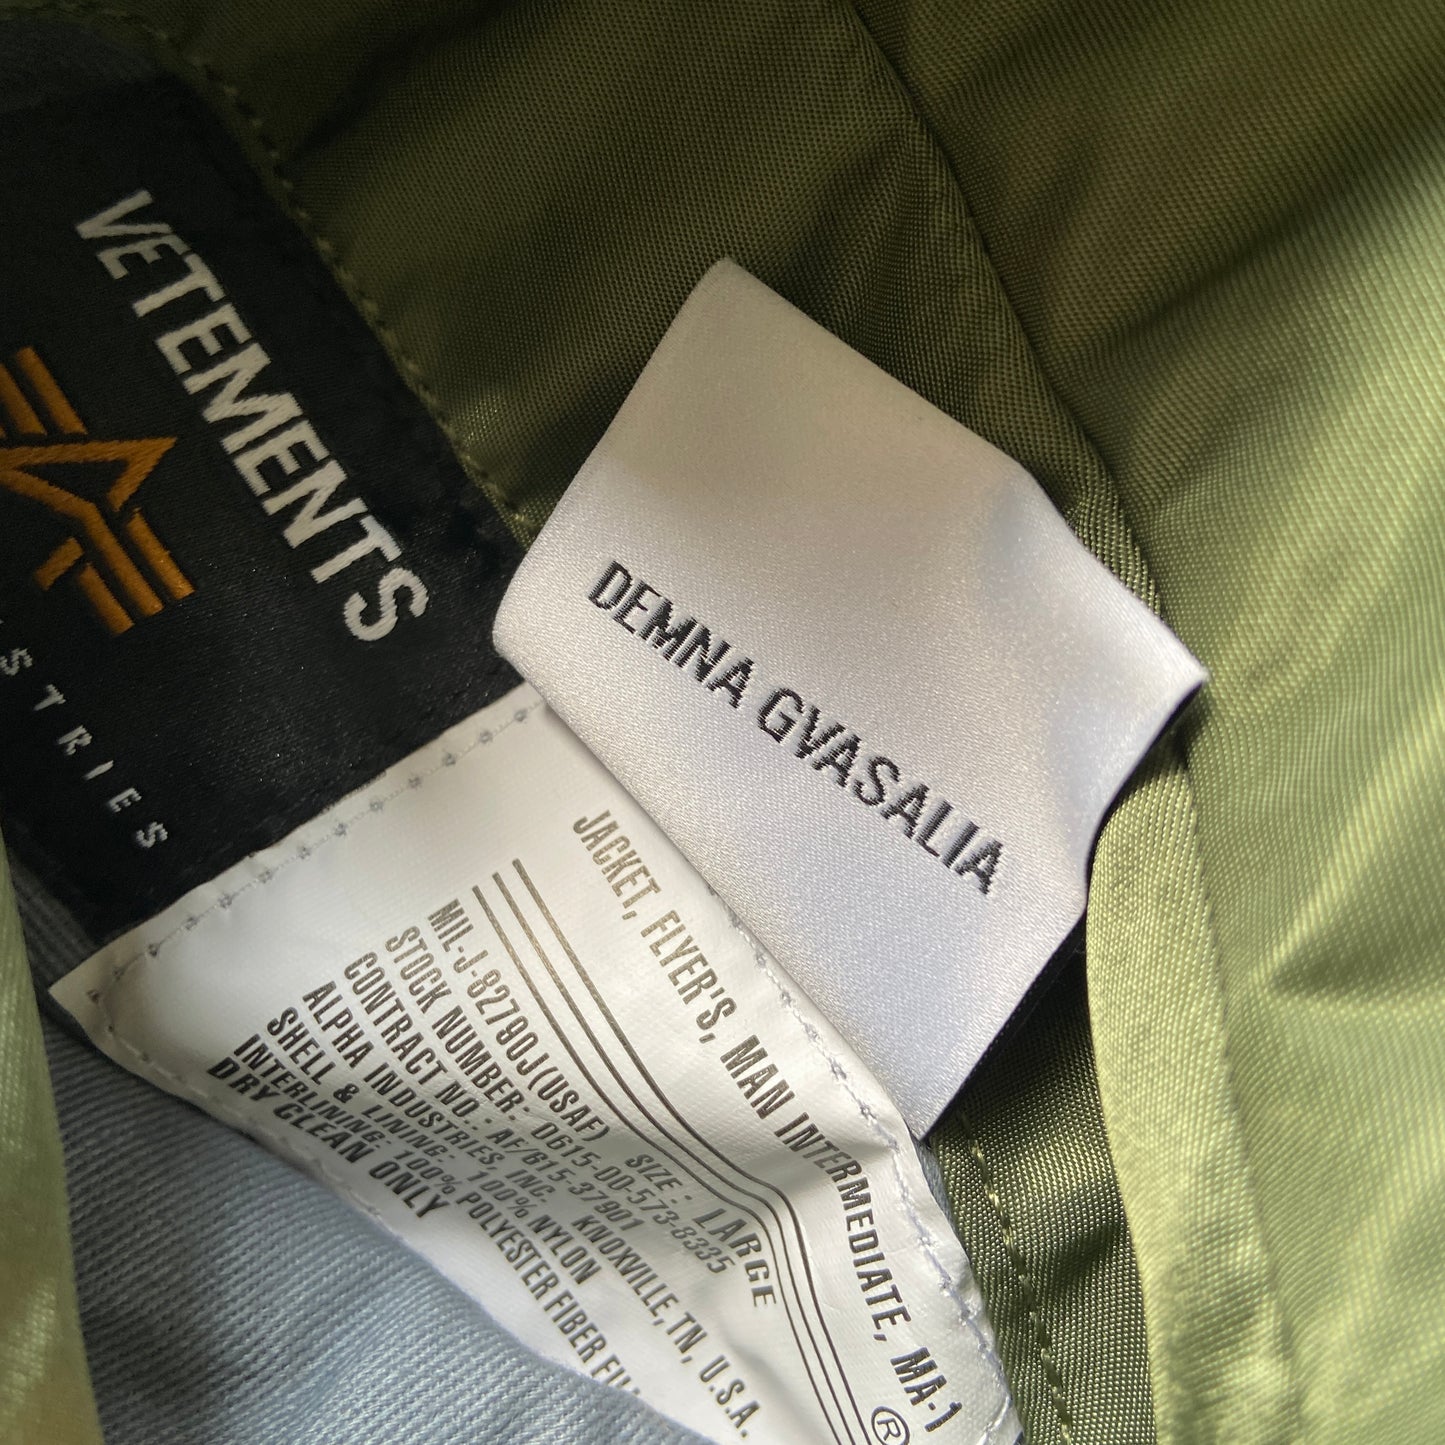 VETEMENTS
STRIES
DEMNA GVASALIA
JACKET, FLYER'S, MAN INTERMEDIATE, MA-1
®
MIL-J-82790J(USAF) SIZE- LARGE
STOCK NUMBER: 0615-00-573-8335
CONTRACT NO.: AF/615-37901
ALPHA INDUSTRIES, INC. KNOXVILLE, TN, U.S.A.
SHELL & LINING- 100% NYLON
INTERLINING- 100% POLYESTER FIBER
DRY CLEAN ONLY